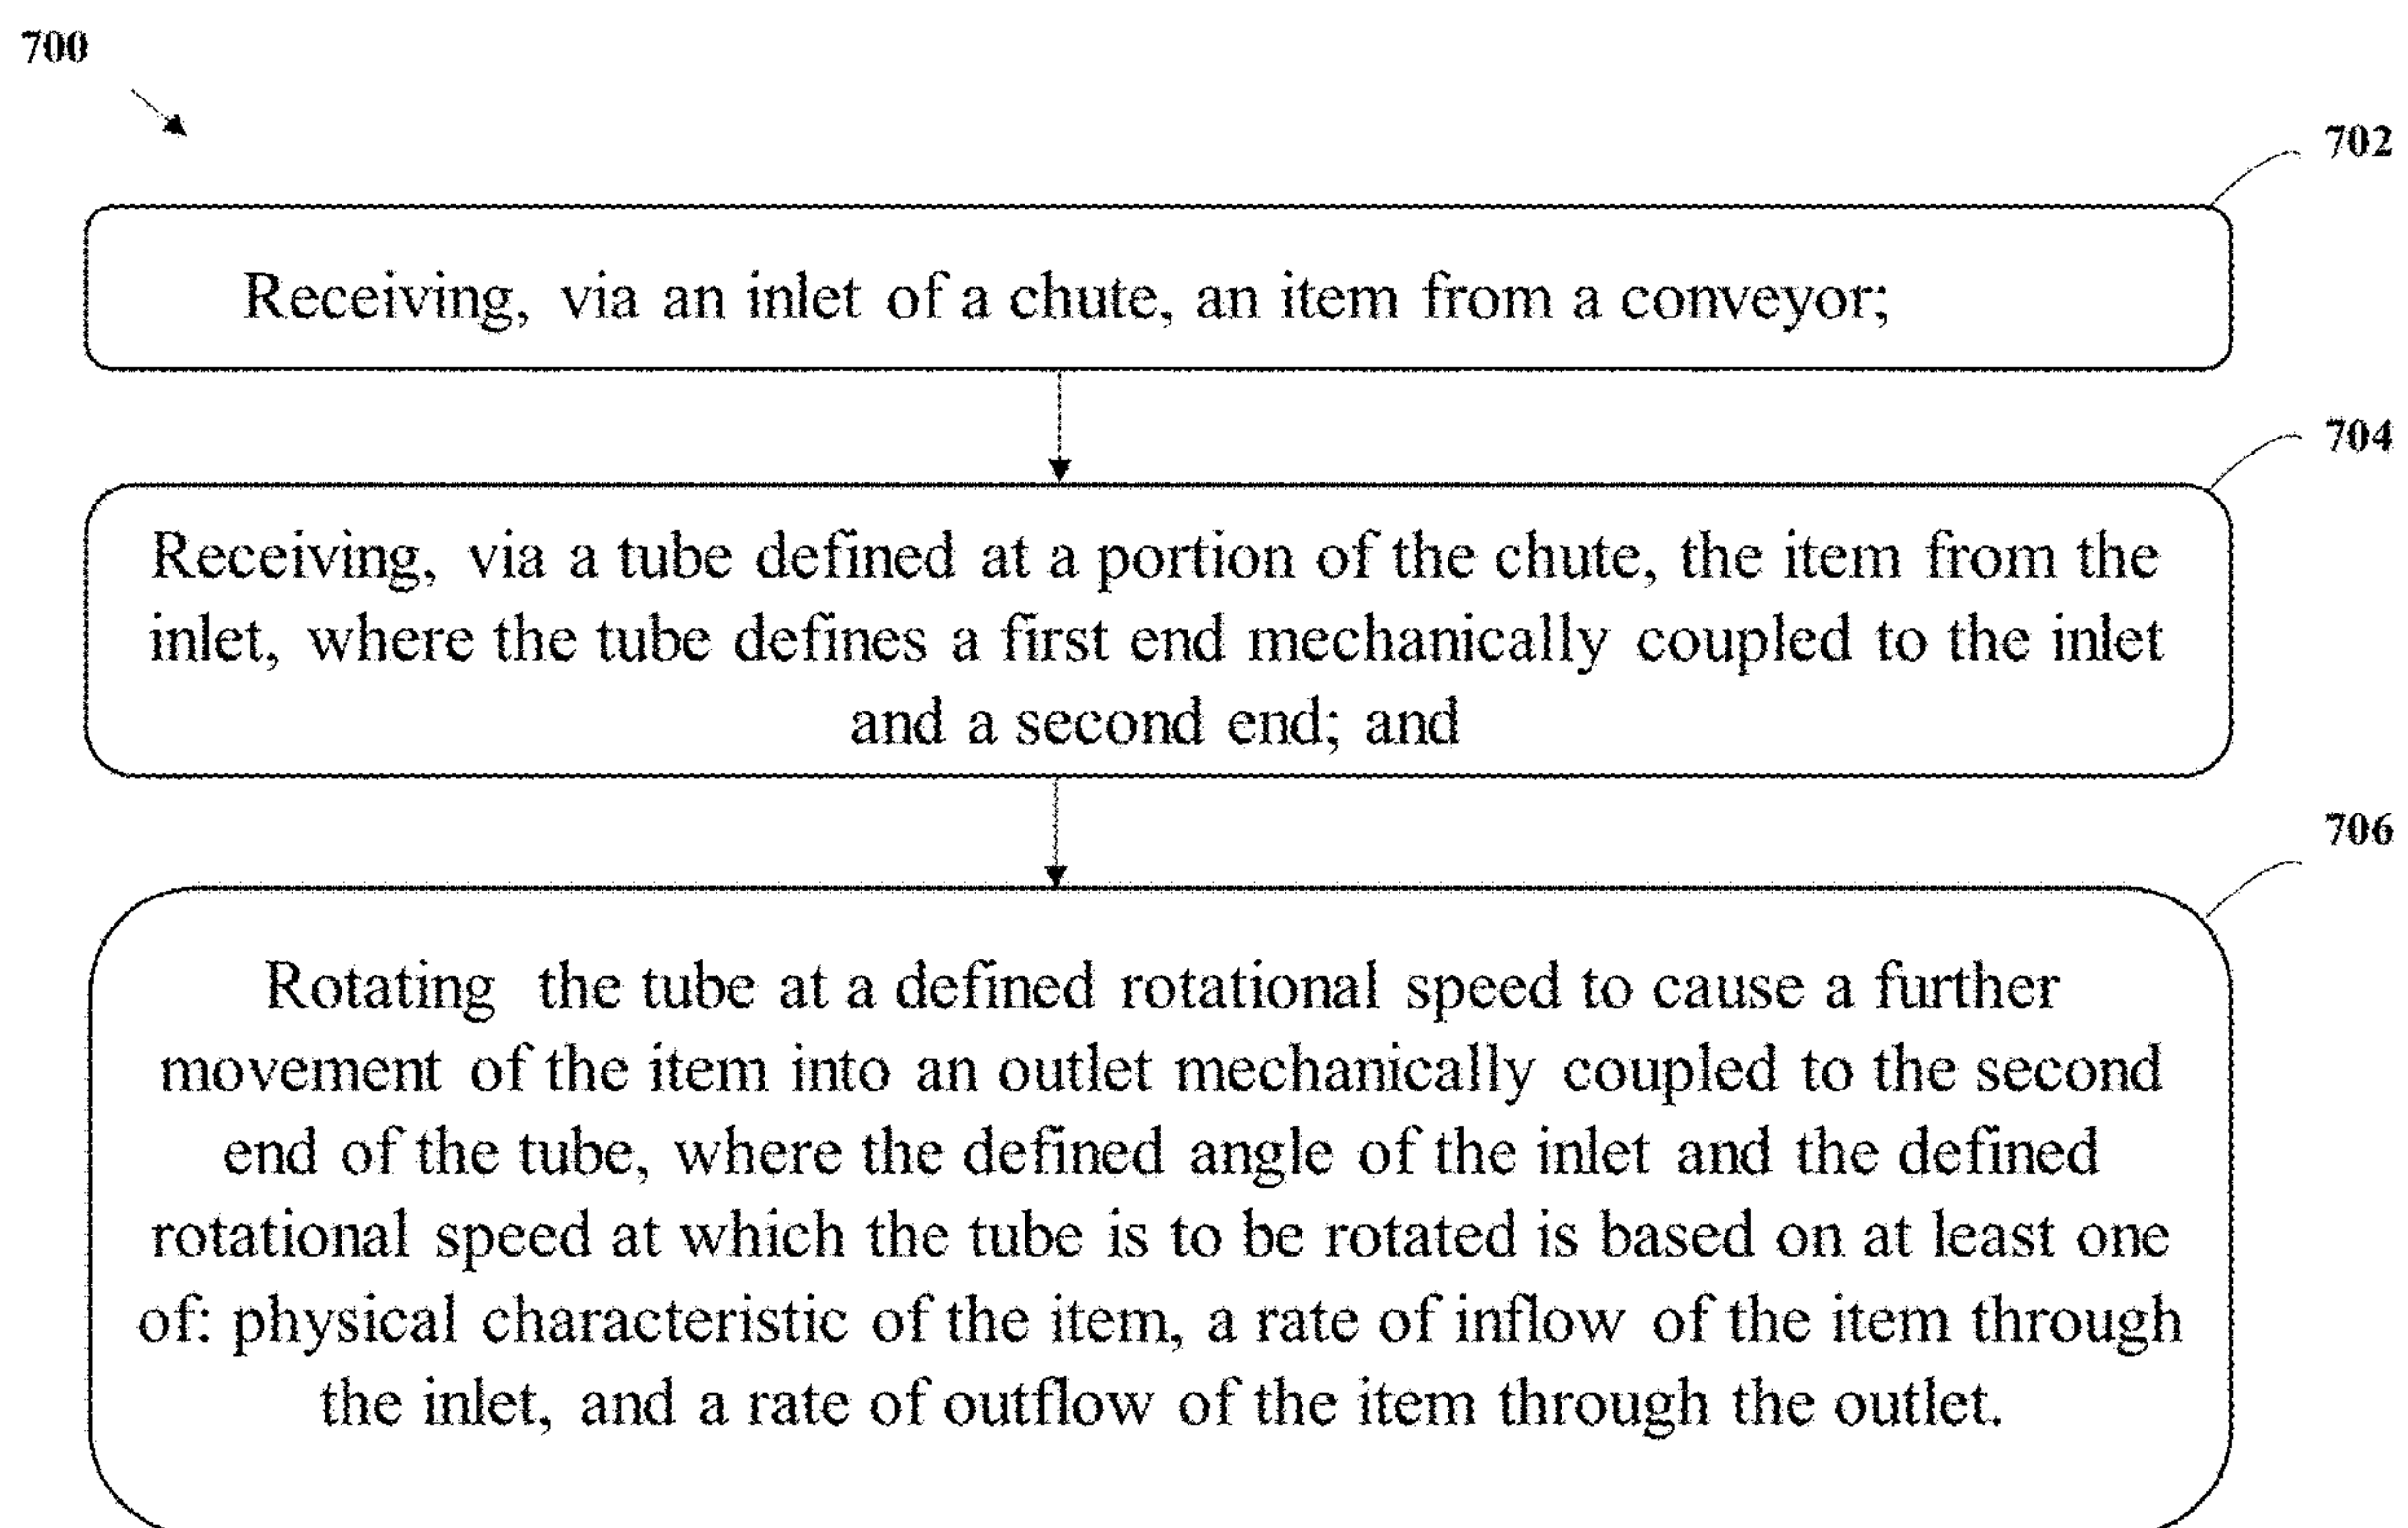 700
702
Receiving, via an inlet of a chute, an item from a conveyor;
704
Receiving, via a tube defined at a portion of the chute, the item from the
inlet, where the tube defines a first end mechanically coupled to the inlet
and a second end; and
706
Rotating the tube at a defined rotational speed to cause a further
movement of the item into an outlet mechanically coupled to the second
end of the tube, where the defined angle of the inlet and the defined
rotational speed at which the tube is to be rotated is based on at least one
of: physical characteristic of the item, a rate of inflow of the item through
the inlet, and a rate of outflow of the item through the outlet.